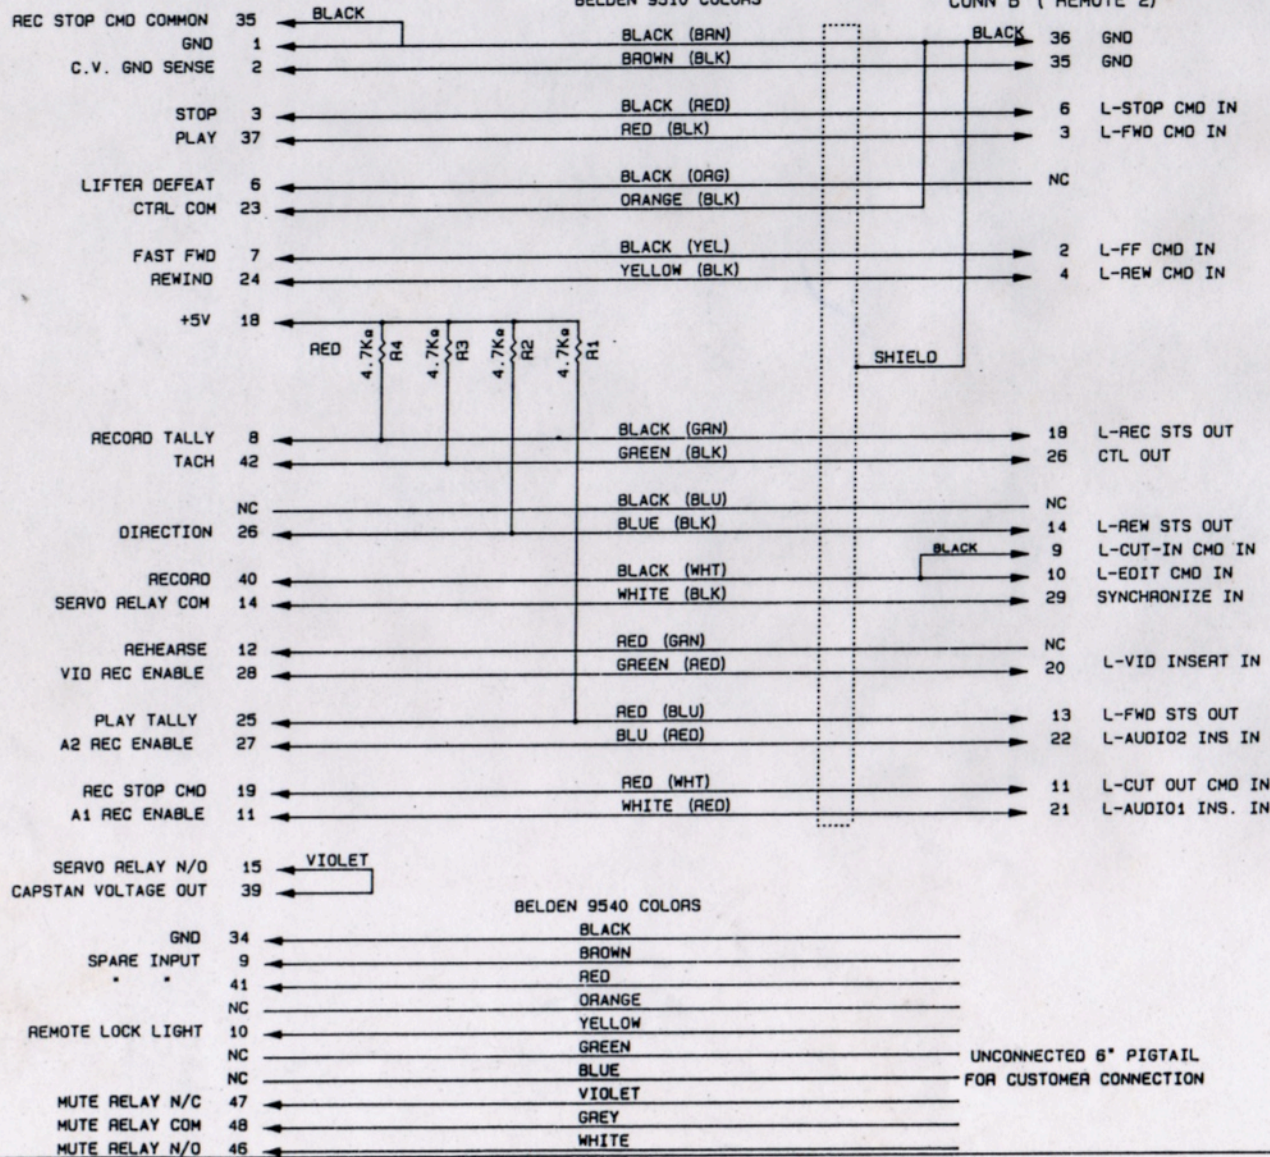 BELDEN 9510 COLORS CONN B ( REMOTE 2)
REC STOP CMD COMMON 35 BLACK
GND 1 BLACK (BRN) BLACK 36 GND
C.V. GND SENSE 2 BROWN (BLK) 35 GND
STOP 3 BLACK (RED) 6 L-STOP CMD IN
PLAY 37 RED (BLK) 3 L-FWD CMD IN
LIFTER DEFEAT 6 BLACK (ORG) NC
CTRL COM 23 ORANGE (BLK)
FAST FWD 7 BLACK (YEL) 2 L-FF CMD IN
REWIND 24 YELLOW (BLK) 4 L-REW CMD IN
+5V 18
RED 4.7KΩ R4 4.7KΩ R3 4.7KΩ R2 4.7KΩ R1
SHIELD
RECORD TALLY 8 BLACK (GRN) 18 L-REC STS OUT
TACH 42 GREEN (BLK) 26 CTL OUT
NC BLACK (BLU) NC
DIRECTION 26 BLUE (BLK) 14 L-REW STS OUT
BLACK 9 L-CUT-IN CMD IN
RECORD 40 BLACK (WHT) 10 L-EDIT CMD IN
SERVO RELAY COM 14 WHITE (BLK) 29 SYNCHRONIZE IN
REHEARSE 12 RED (GRN) NC
VID REC ENABLE 28 GREEN (RED) 20 L-VID INSERT IN
PLAY TALLY 25 RED (BLU) 13 L-FWD STS OUT
A2 REC ENABLE 27 BLU (RED) 22 L-AUDIO2 INS IN
REC STOP CMD 19 RED (WHT) 11 L-CUT OUT CMD IN
A1 REC ENABLE 11 WHITE (RED) 21 L-AUDIO1 INS. IN
SERVO RELAY N/O 15 VIOLET
CAPSTAN VOLTAGE OUT 39
BELDEN 9540 COLORS
GND 34 BLACK
SPARE INPUT 9 BROWN
" " 41 RED
NC ORANGE
REMOTE LOCK LIGHT 10 YELLOW
NC GREEN UNCONNECTED 6" PIGTAIL
NC BLUE FOR CUSTOMER CONNECTION
MUTE RELAY N/C 47 VIOLET
MUTE RELAY COM 48 GREY
MUTE RELAY N/O 46 WHITE